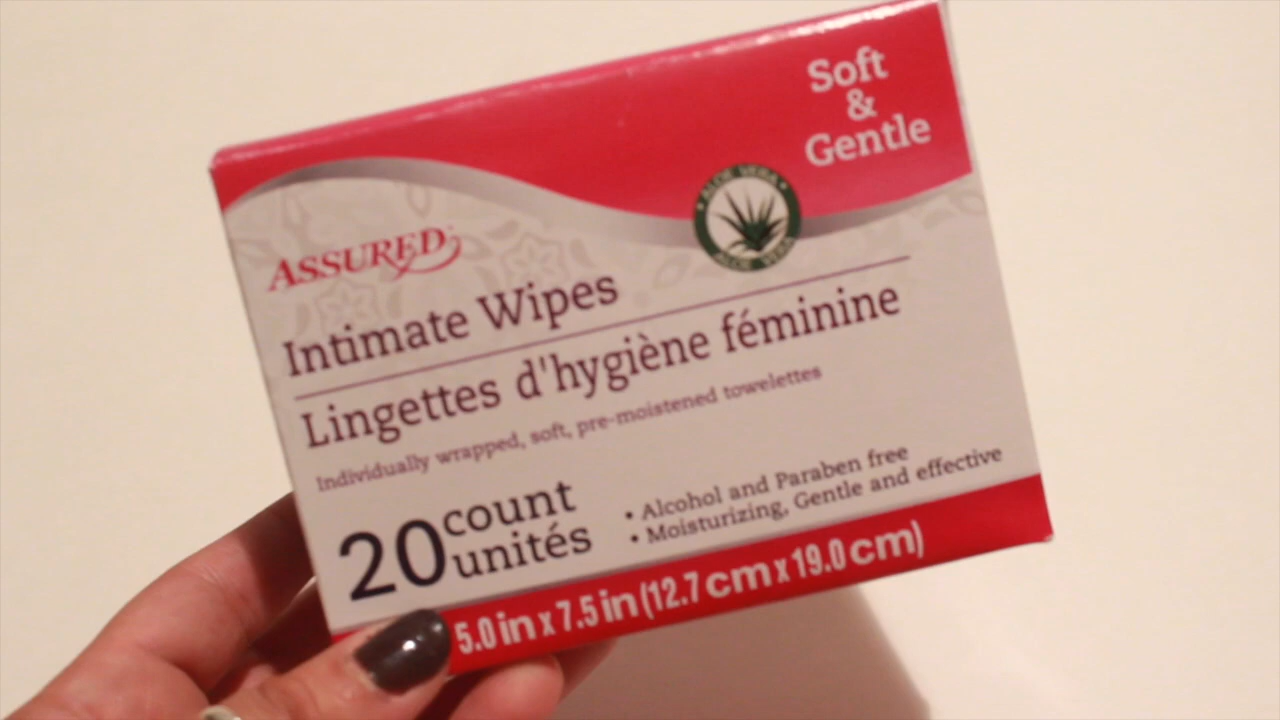 Soft
&
Gentle
• ALOE VERA •
ALOE VERA
ASSURED
Intimate Wipes
Lingettes d'hygiène féminine
Individually wrapped, soft, pre-moistened towelettes
20 count
unités
• Alcohol and Paraben free
• Moisturizing, Gentle and effective
5.0 in x 7.5 in (12.7 cm x 19.0 cm)